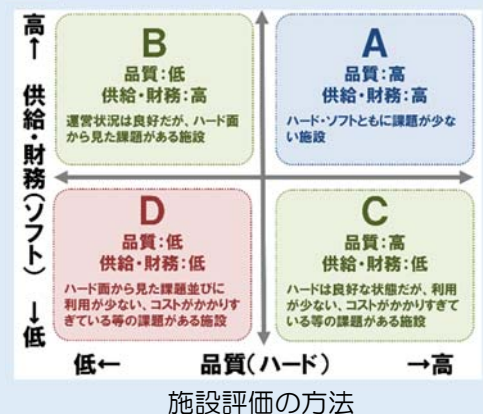 高↑ 供給・財務(ソフト) ↓低
B
品質:低
供給・財務:高
運営状況は良好だが、ハード面
から見た課題がある施設
A
品質:高
供給・財務:高
ハード・ソフトともに課題が少な
い施設
D
品質:低
供給・財務:低
ハード面から見た課題並びに
利用が少ない、コストがかかりす
ぎている等の課題がある施設
C
品質:高
供給・財務:低
ハードは良好な状態だが、利用
が少ない、コストがかかりすぎて
いる等の課題がある施設
低← 品質(ハード) →高
施設評価の方法